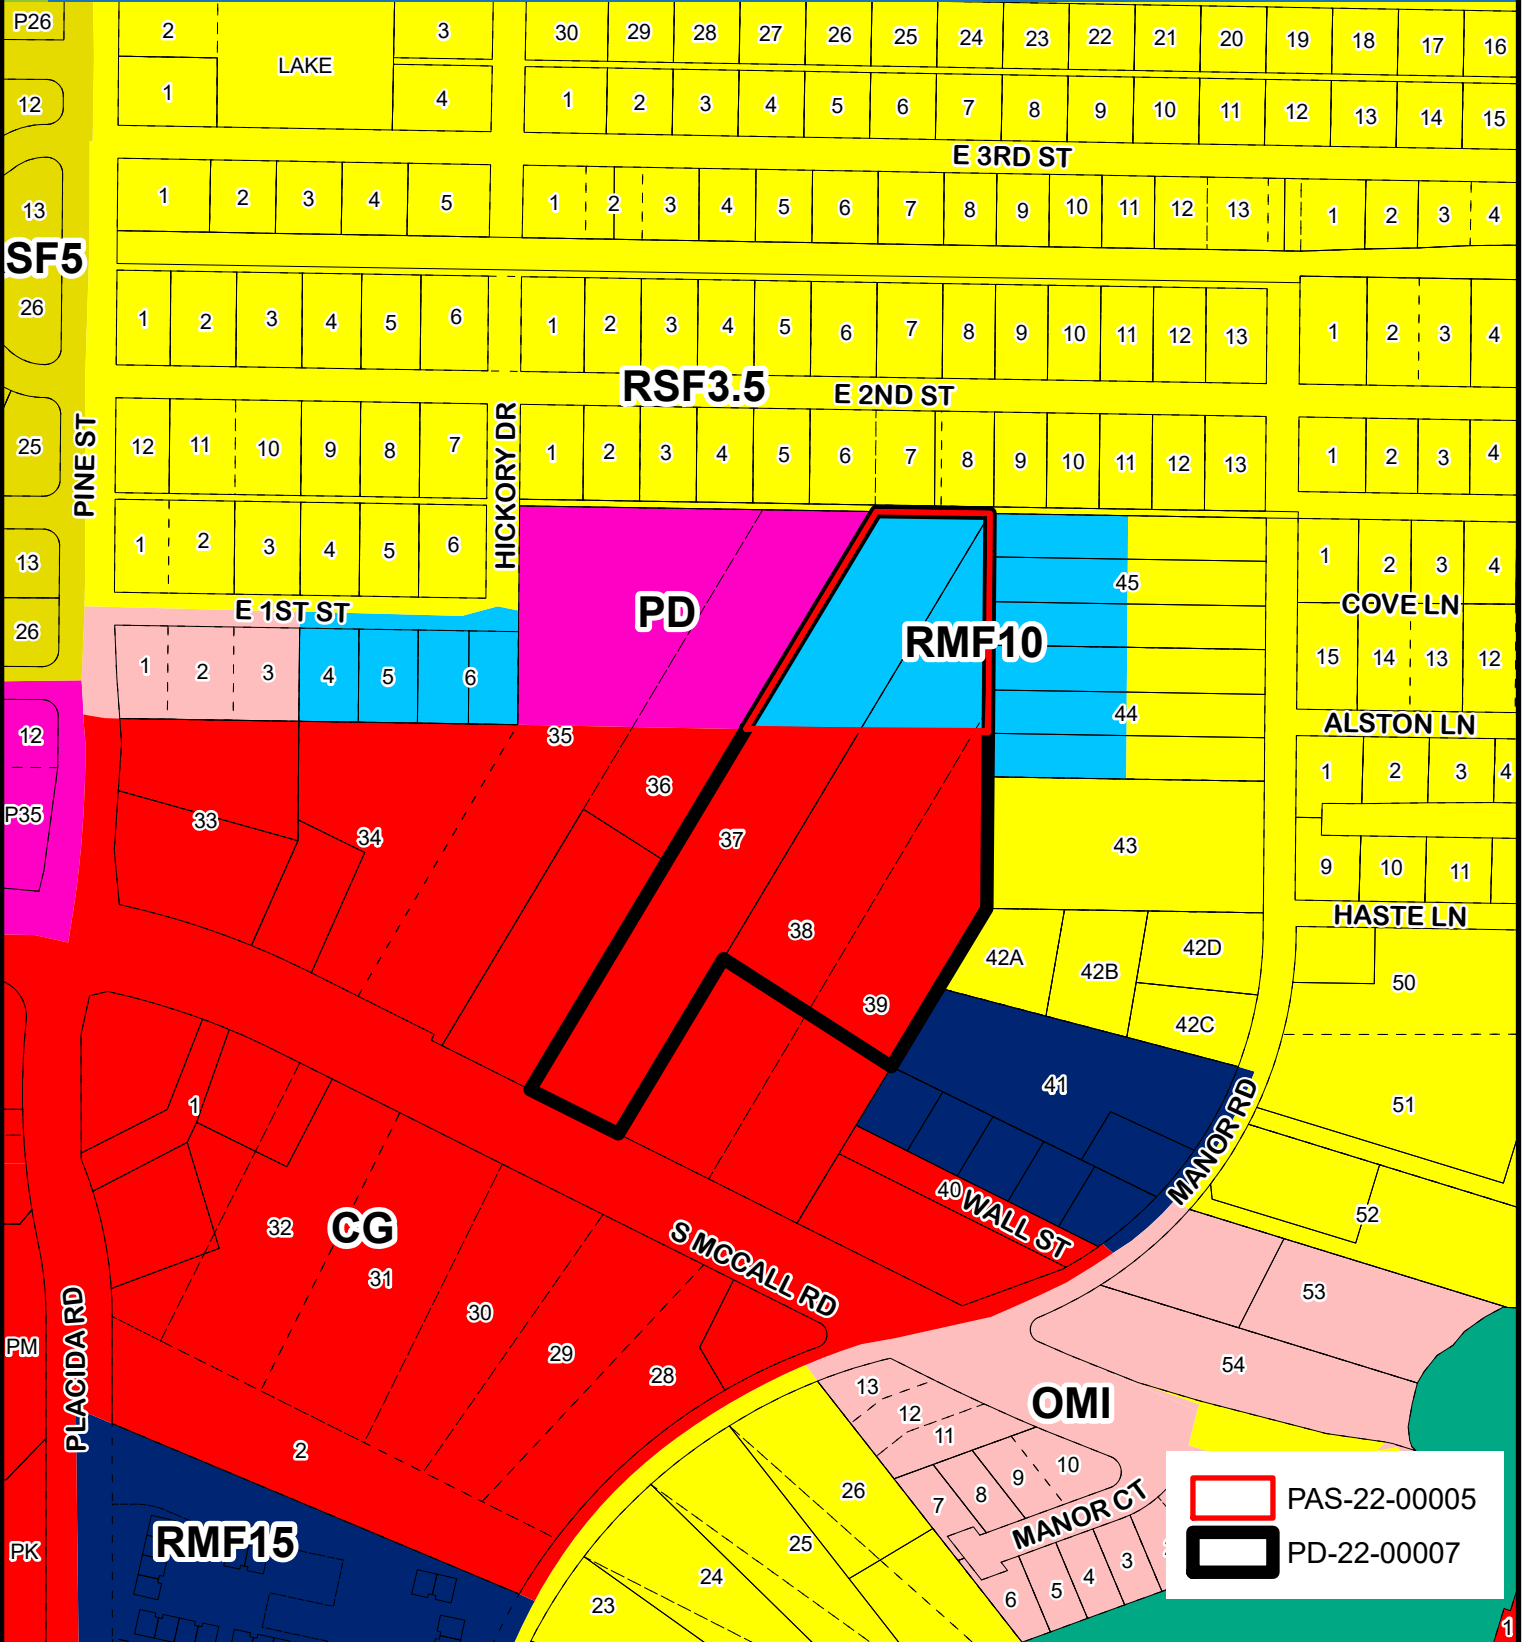 P26 2 LAKE 3 30 29 28 27 26 25 24 23 22 21 20 19 18 17 16
12 1 4 1 2 3 4 5 6 7 8 9 10 11 12 13 14 15
E 3RD ST
13 1 2 3 4 5 1 2 3 4 5 6 7 8 9 10 11 12 13 1 2 3 4
SF5
26 1 2 3 4 5 6 1 2 3 4 5 6 7 8 9 10 11 12 13 1 2 3 4
RSF3.5
E 2ND ST
PINE ST
HICKORY DR
25 12 11 10 9 8 7 1 2 3 4 5 6 7 8 9 10 11 12 13 1 2 3 4
13 1 2 3 4 5 6 45 1 2 3 4
E 1ST ST
PD
COVE LN
26 1 2 3 4 5 6
RMF10
15 14 13 12
12 35 44
ALSTON LN
P35 33 34 36 37 43 1 2 3 4
9 10 11
HASTE LN
38 42A 42B 42D 50
39 42C
1 41 51
MANOR RD
40 WALL ST
32 CG
S MCCALL RD
52
31 30 29 28 53
PLACIDA RD
PM 54
13 12 11 OMI
2 26 10 9 8 7
MANOR CT
RMF15
PK 25 24 23 6 5 4 3
PAS-22-00005
PD-22-00007
1